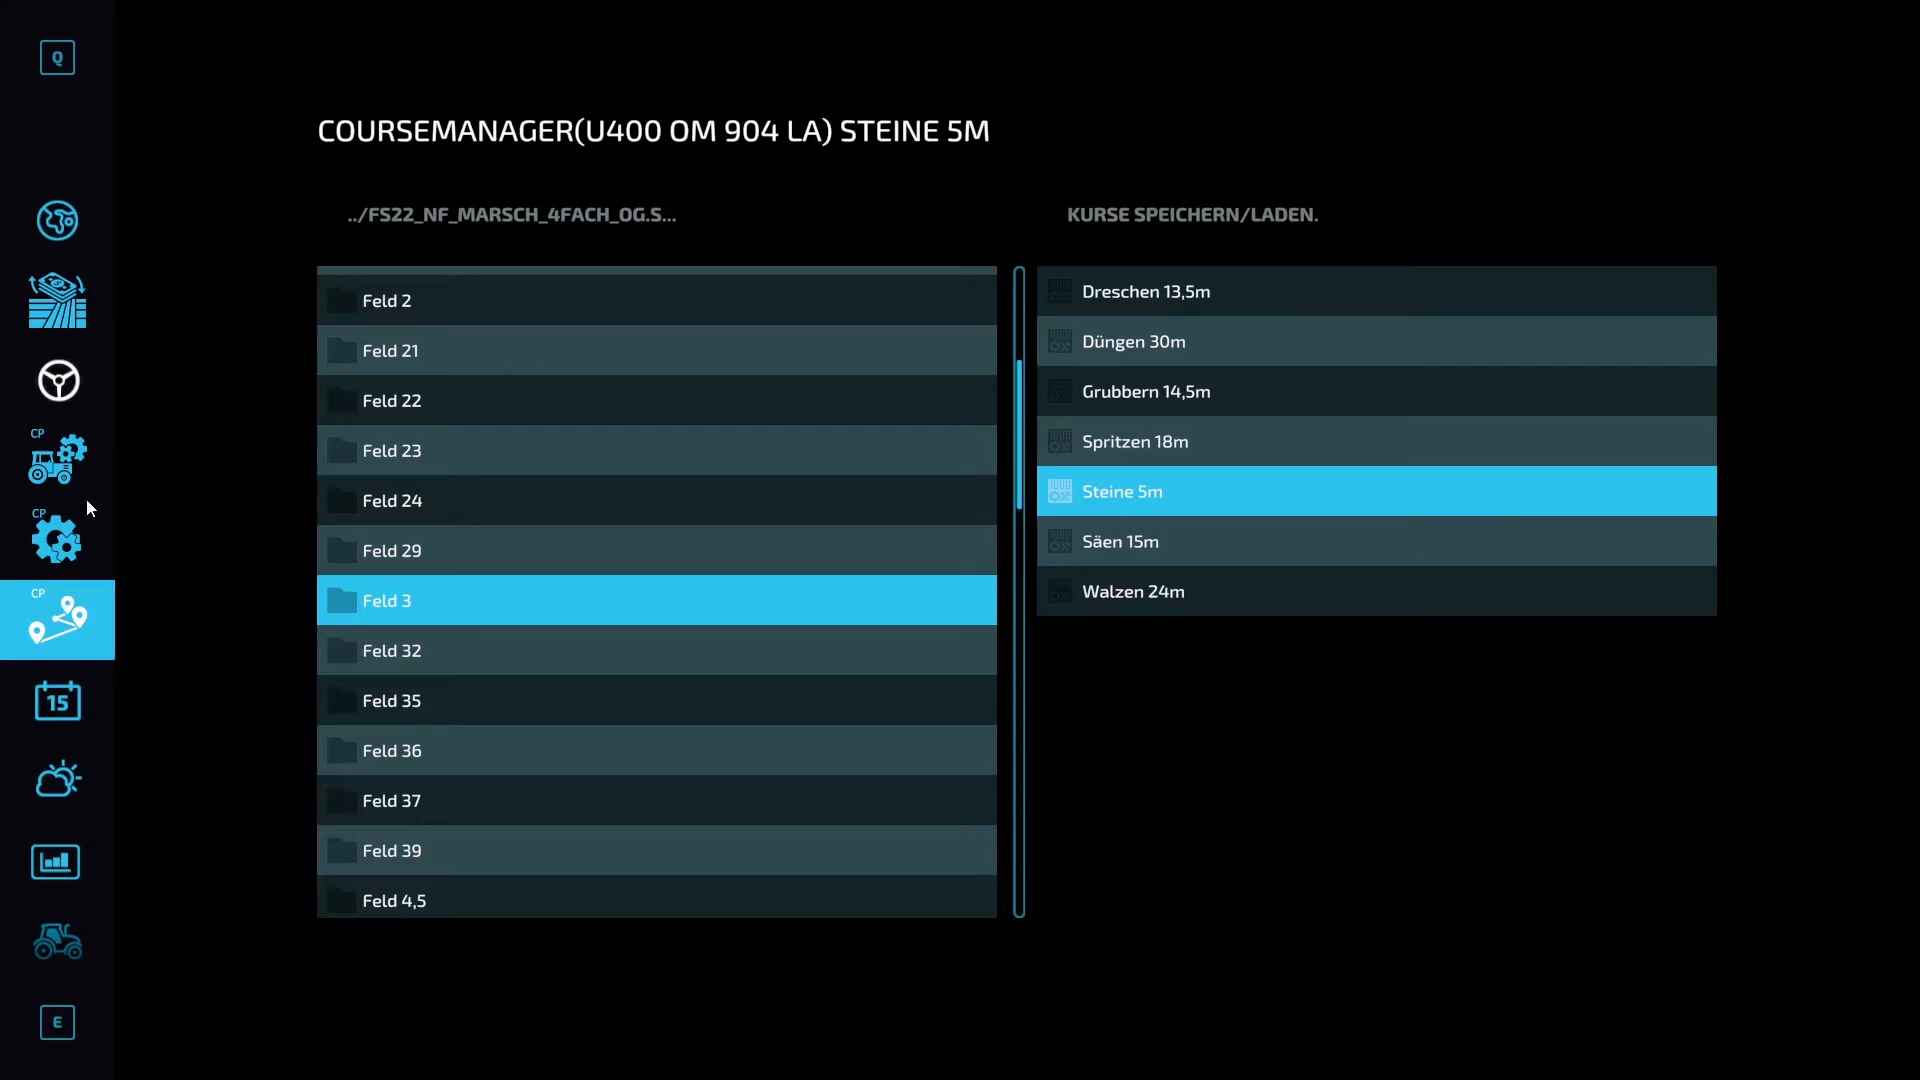 Q
COURSEMANAGER(U400 OM 904 LA) STEINE 5M
../FS22_NF_MARSCH_4FACH_OG.S...
KURSE SPEICHERN/LADEN.
Feld 2
Feld 21
Feld 22
Feld 23
Feld 24
Feld 29
Feld 3
Feld 32
Feld 35
Feld 36
Feld 37
Feld 39
Feld 4,5
Dreschen 13,5m
Düngen 30m
Grubbern 14,5m
Spritzen 18m
Steine 5m
Säen 15m
Walzen 24m
CP
CP
CP
15
E